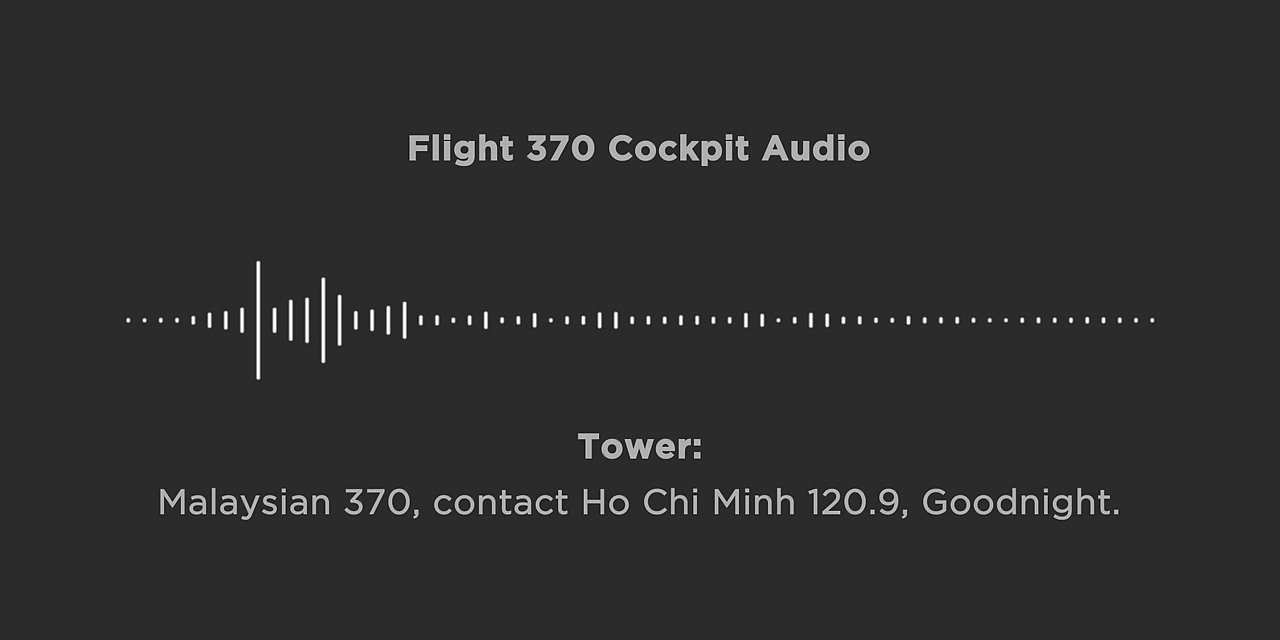 Flight 370 Cockpit Audio
Tower:
Malaysian 370, contact Ho Chi Minh 120.9, Goodnight.